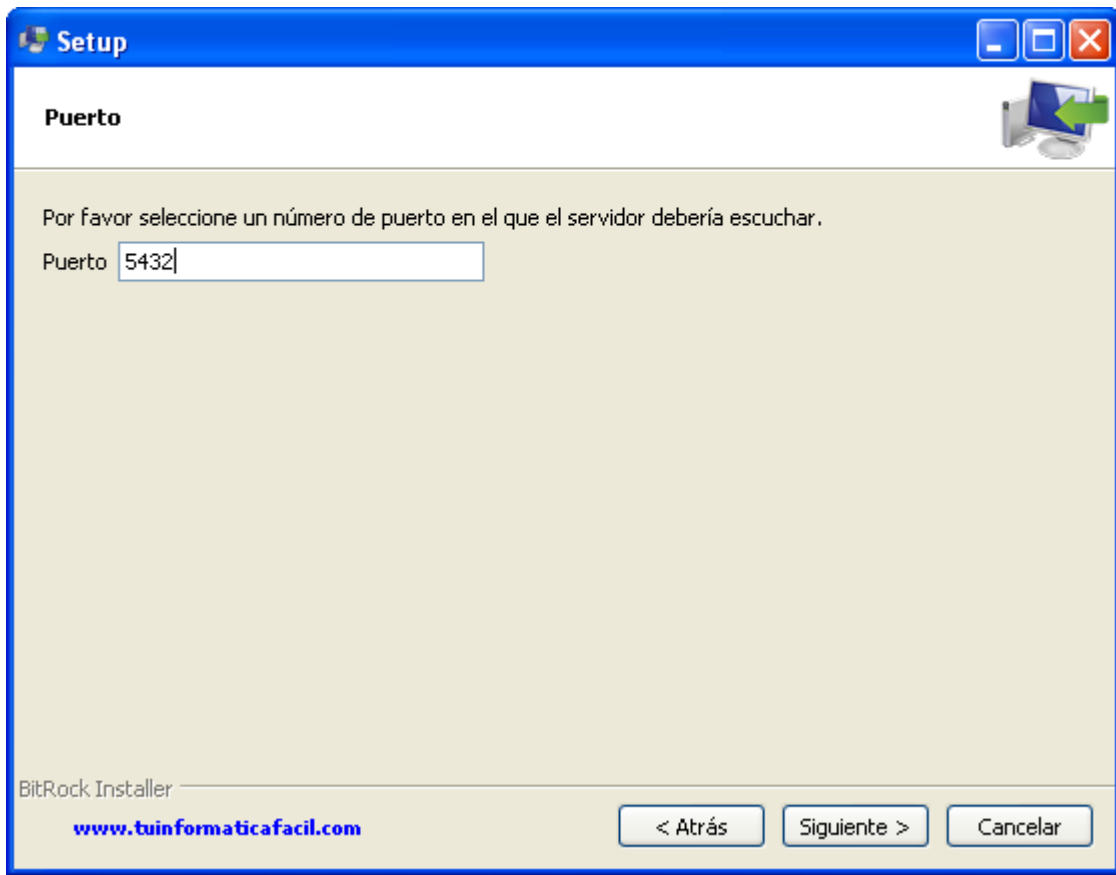 Setup
Puerto
Por favor seleccione un número de puerto en el que el servidor debería escuchar.
Puerto 5432
BitRock Installer
www.tuinformaticafacil.com
< Atrás Siguiente > Cancelar